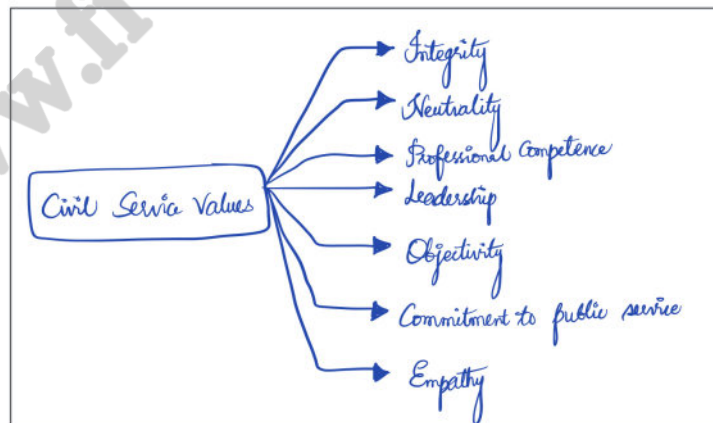 Civil Service Values
Integrity
Neutrality
Professional Competence
Leadership
Objectivity
Commitment to public service
Empathy